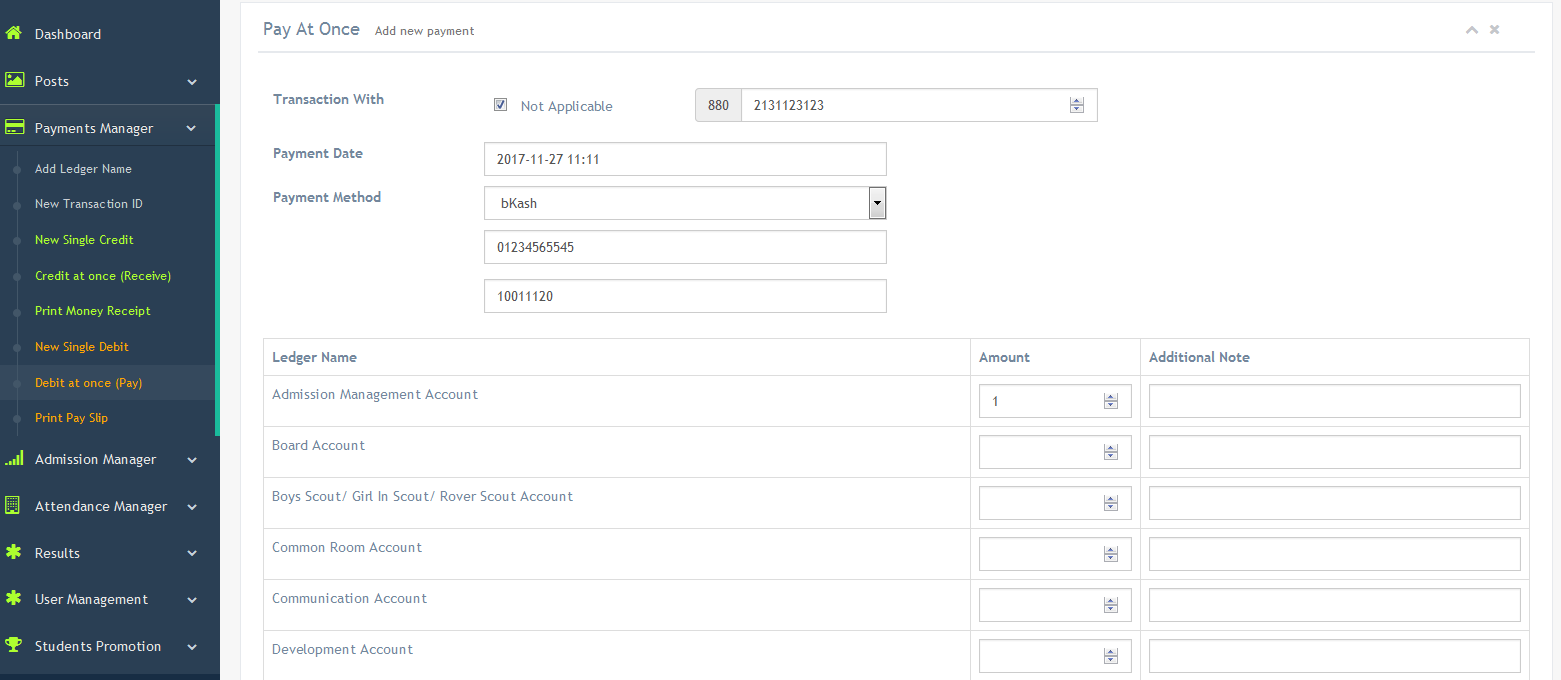 Dashboard
Posts
Payments Manager
Add Ledger Name
New Transaction ID
New Single Credit
Credit at once (Receive)
Print Money Receipt
New Single Debit
Debit at once (Pay)
Print Pay Slip
Admission Manager
Attendance Manager
Results
User Management
Students Promotion
Pay At Once Add new payment
Transaction With Not Applicable 880 2131123123
Payment Date 2017-11-27 11:11
Payment Method bKash
01234565545
10011120
Ledger Name Amount Additional Note
Admission Management Account 1
Board Account
Boys Scout/ Girl In Scout/ Rover Scout Account
Common Room Account
Communication Account
Development Account